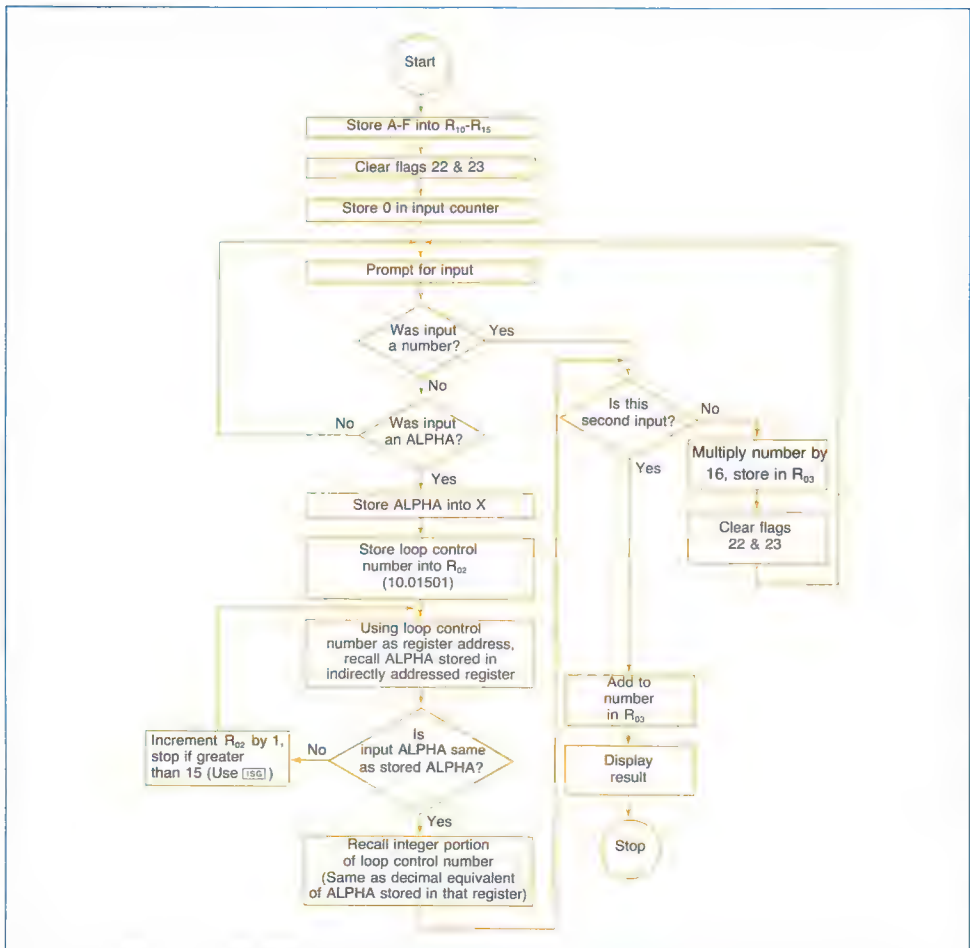 Start
Store A-F into R₁₀-R₁₅
Clear flags 22 & 23
Store 0 in input counter
Prompt for input
Was input
a number?
Yes
No
Was input
an ALPHA?
No
Yes
Store ALPHA into X
Store loop control
number into R₀₂
(10.01501)
Using loop control
number as register address,
recall ALPHA stored in
indirectly addressed register
Is
input ALPHA same
as stored ALPHA?
No
Increment R₀₂ by 1,
stop if greater
than 15 (Use ISG)
Yes
Recall integer portion
of loop control number
(Same as decimal equivalent
of ALPHA stored in that register)
Is this
second input?
No
Multiply number by
16, store in R₀₃
Clear flags
22 & 23
Yes
Add to
number
in R₀₃
Display
result
Stop